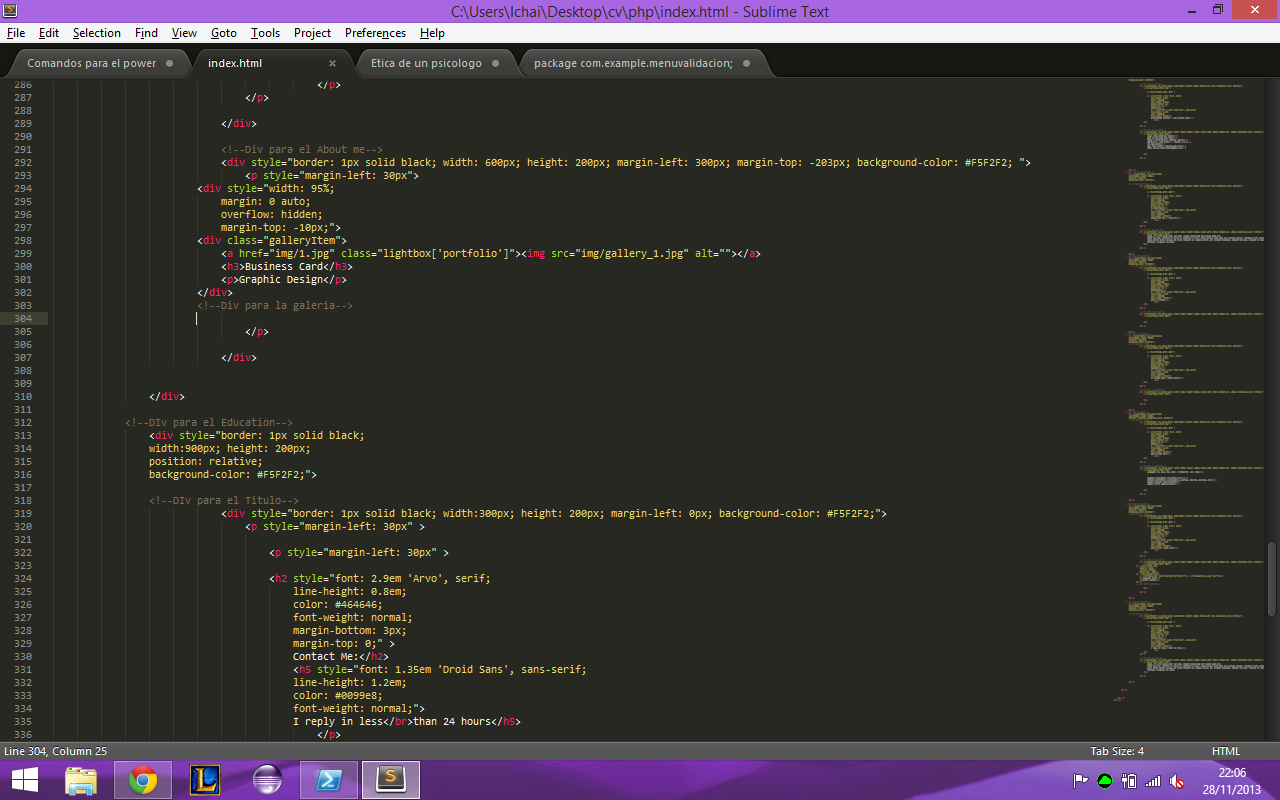 C:\Users\Ichai\Desktop\cv\php\index.html - Sublime Text
File Edit Selection Find View Goto Tools Project Preferences Help
Comandos para el power index.html × Etica de un psicologo package com.example.menuvalidacion;
286 </p>
287 </p>
288
289 </div>
290
291 <!--Div para el About me-->
292 <div style="border: 1px solid black; width: 600px; height: 200px; margin-left: 300px; margin-top: -203px; background-color: #F5F2F2; ">
293 <p style="margin-left: 30px">
294 <div style="width: 95%;
295 margin: 0 auto;
296 overflow: hidden;
297 margin-top: -10px;">
298 <div class="galleryItem">
299 <a href="img/1.jpg" class="lightbox['portfolio']"><img src="img/gallery_1.jpg" alt=""></a>
300 <h3>Business Card</h3>
301 <p>Graphic Design</p>
302 </div>
303 <!--Div para la galeria-->
304
305 </p>
306
307 </div>
308
309
310 </div>
311
312 <!--DIv para el Education-->
313 <div style="border: 1px solid black;
314 width:900px; height: 200px;
315 position: relative;
316 background-color: #F5F2F2;">
317
318 <!--DIv para el Titulo-->
319 <div style="border: 1px solid black; width:300px; height: 200px; margin-left: 0px; background-color: #F5F2F2;">
320 <p style="margin-left: 30px" >
321
322 <p style="margin-left: 30px" >
323
324 <h2 style="font: 2.9em 'Arvo', serif;
325 line-height: 0.8em;
326 color: #464646;
327 font-weight: normal;
328 margin-bottom: 3px;
329 margin-top: 0;" >
330 Contact Me:</h2>
331 <h5 style="font: 1.35em 'Droid Sans', sans-serif;
332 line-height: 1.2em;
333 color: #0099e8;
334 font-weight: normal;">
335 I reply in less</br>than 24 hours</h5>
336 </p>
Line 304, Column 25 Tab Size: 4 HTML
22:06
28/11/2013